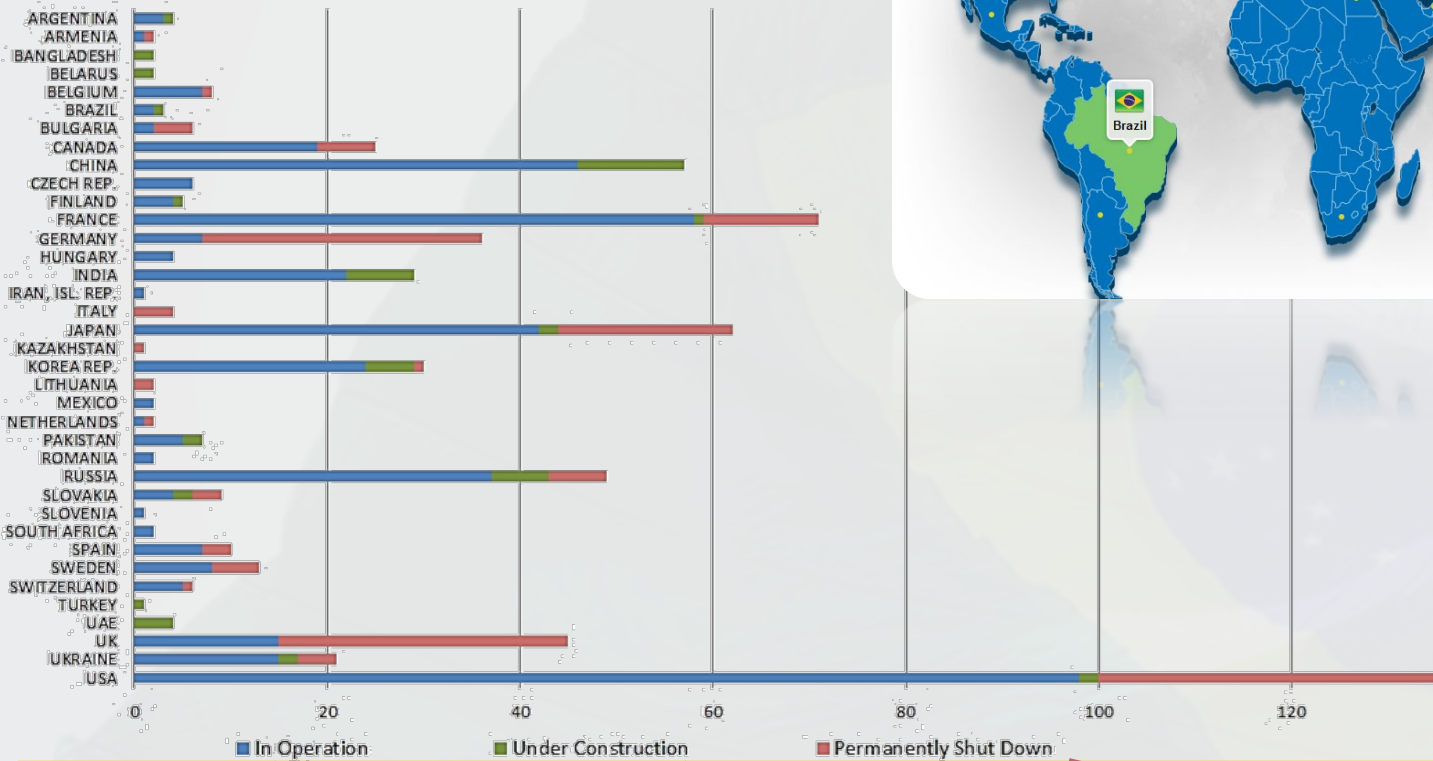 ARGENTINA
ARMENIA
BANGLADESH
BELARUS
BELGIUM
BRAZIL
BULGARIA
CANADA
CHINA
CZECH REP.
FINLAND
FRANCE
GERMANY
HUNGARY
INDIA
IRAN, ISL. REP.
ITALY
JAPAN
KAZAKHSTAN
KOREA REP.
LITHUANIA
MEXICO
NETHERLANDS
PAKISTAN
ROMANIA
RUSSIA
SLOVAKIA
SLOVENIA
SOUTH AFRICA
SPAIN
SWEDEN
SWITZERLAND
TURKEY
UAE
UK
UKRAINE
USA
0 20 40 60 80 100 120
In Operation Under Construction Permanently Shut Down
Brazil